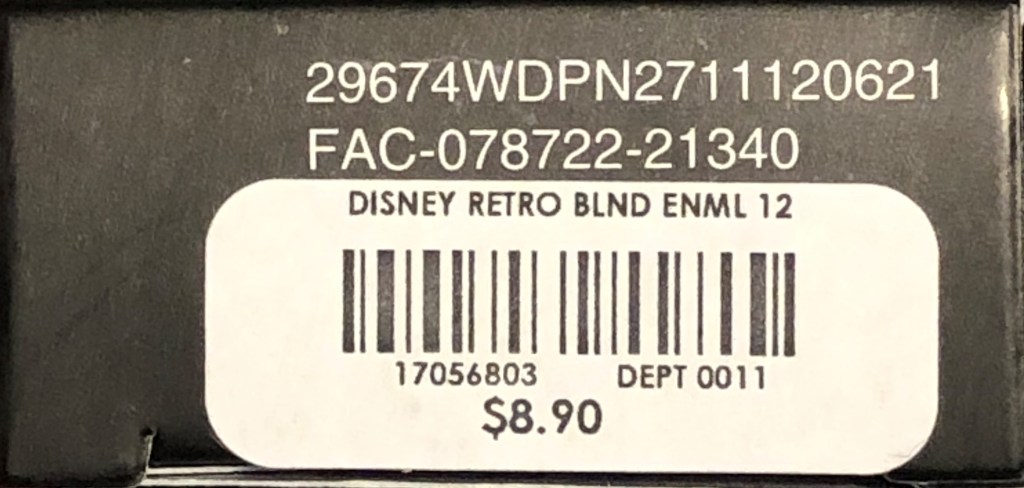 29674WDPN2711120621
FAC-078722-21340
DISNEY RETRO BLND ENML 12
17056803 DEPT 0011
$8.90